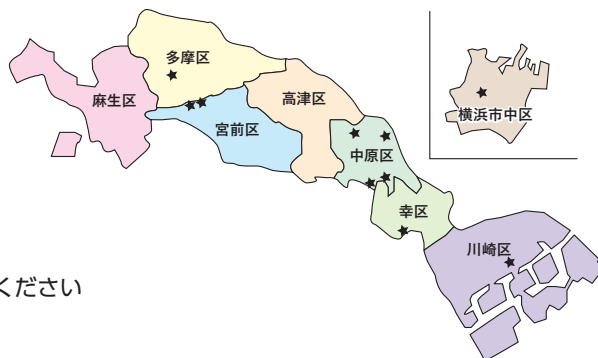 多摩区
麻生区
高津区
宮前区
横浜市中区
中原区
幸区
川崎区
ください